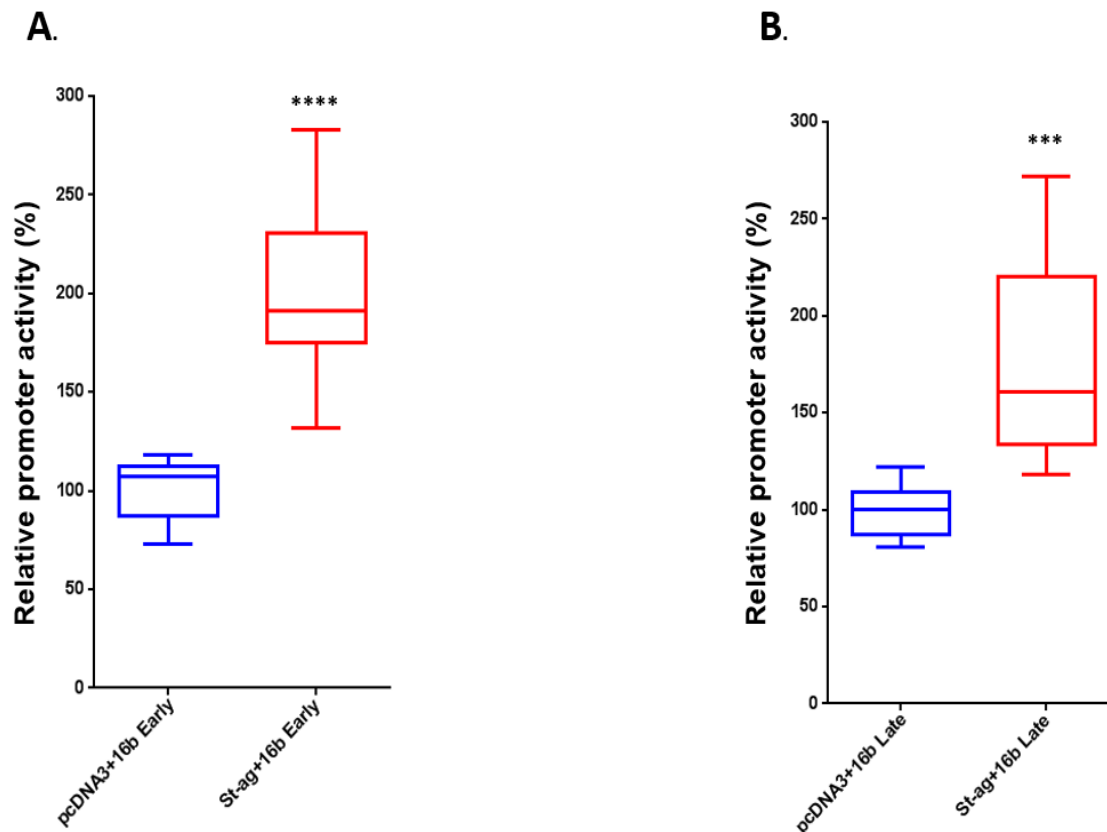 A.
Relative promoter activity (%)
300
250
200
150
100
50
0
****
pcDNA3+16b Early
St-ag+16b Early
B.
Relative promoter activity (%)
300
250
200
150
100
50
0
***
pcDNA3+16b Late
St-ag+16b Late